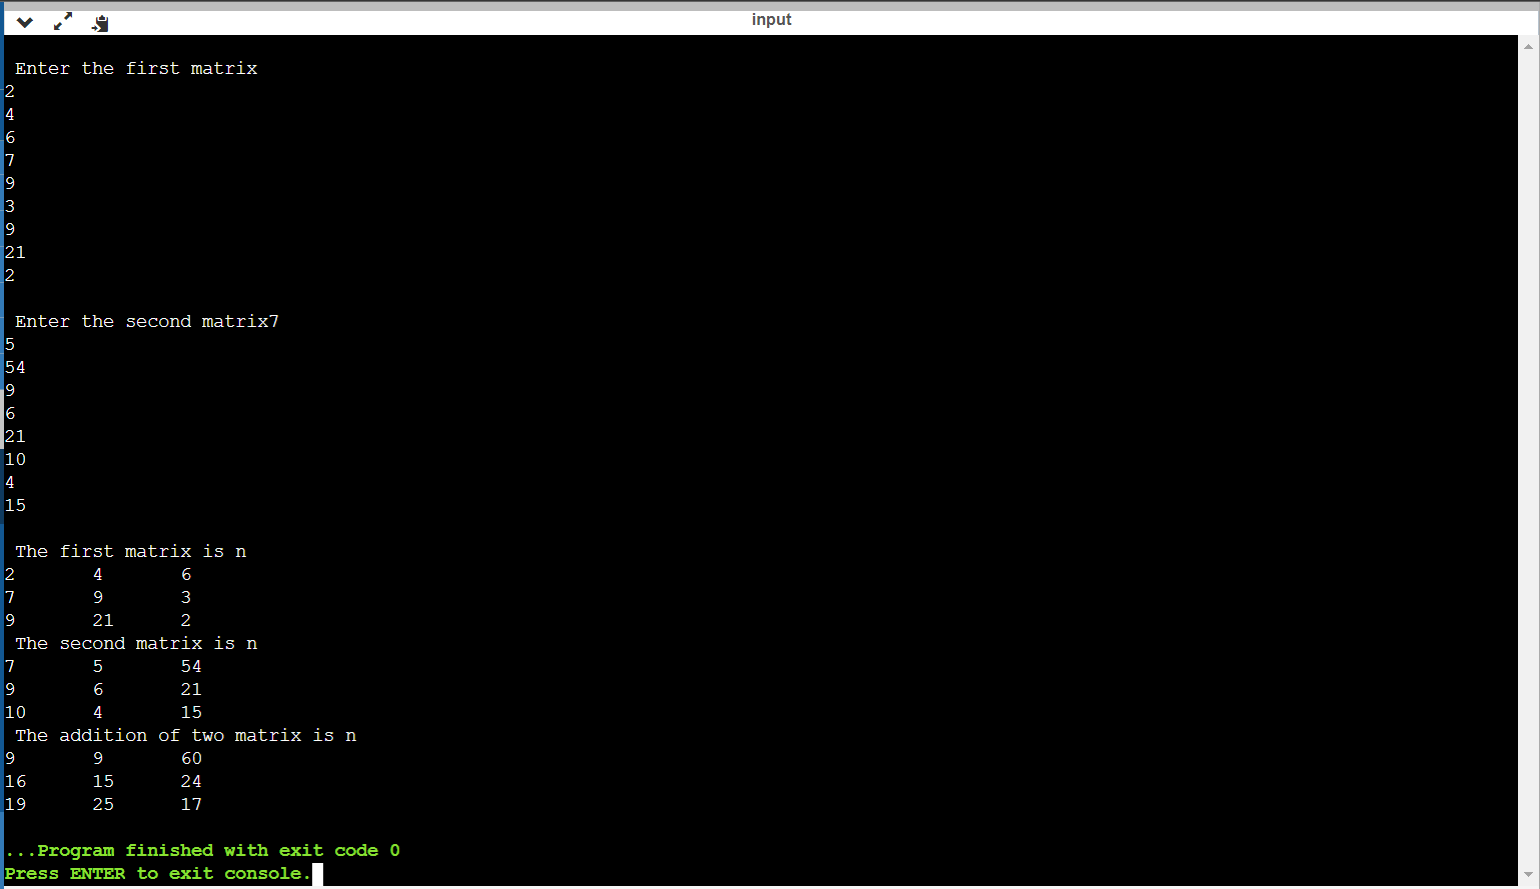 input
Enter the first matrix
2
4
6
7
9
3
9
21
2
Enter the second matrix7
5
54
9
6
21
10
4
15
The first matrix is n
2 4 6
7 9 3
9 21 2
The second matrix is n
7 5 54
9 6 21
10 4 15
The addition of two matrix is n
9 9 60
16 15 24
19 25 17
...Program finished with exit code 0
Press ENTER to exit console.